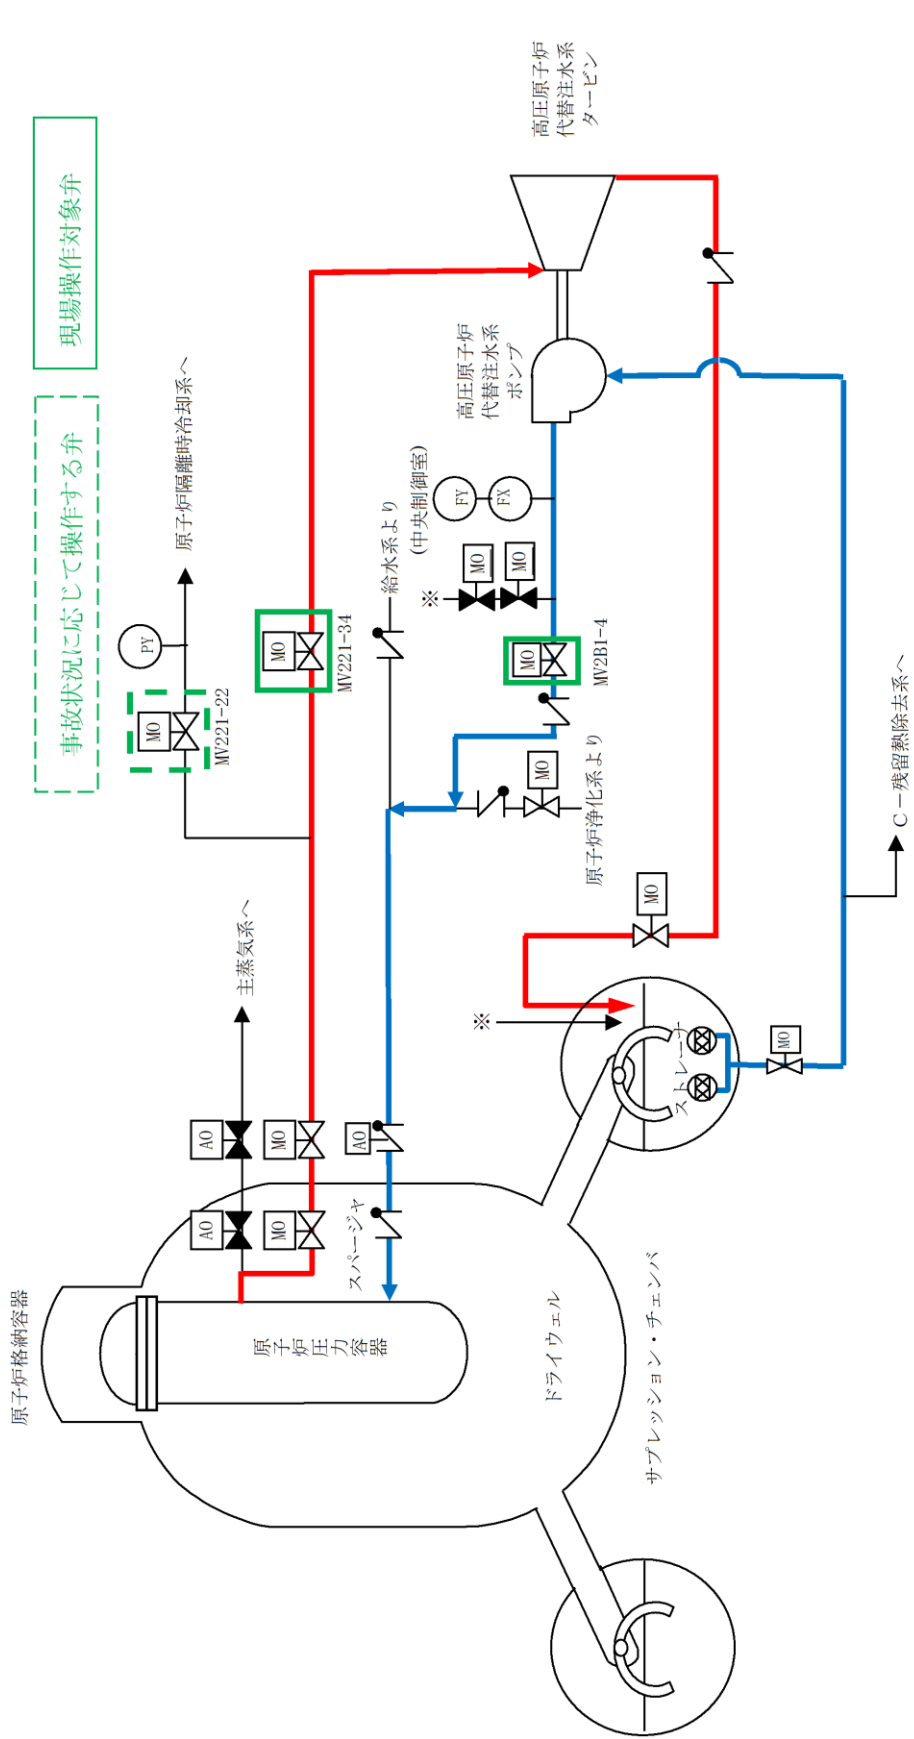 原子炉格納容器
原子炉圧力容器
ドライウェル
サプレッション・チェンバ
スパージャ
ストレーナ
AO
AO
MO
MO
AO
主蒸気系へ
※
MO
MO
C－残留熱除去系へ
事故状況に応じて操作する弁
現場操作対象弁
MO
MV221-22
PY
原子炉隔離時冷却系へ
MO
MV221-34
給水系より
(中央制御室)
FY
FX
※
MO
MO
MO
MV2B1-4
MO
原子炉浄化系より
高圧原子炉
代替注水系
ポンプ
高圧原子炉
代替注水系
タービン